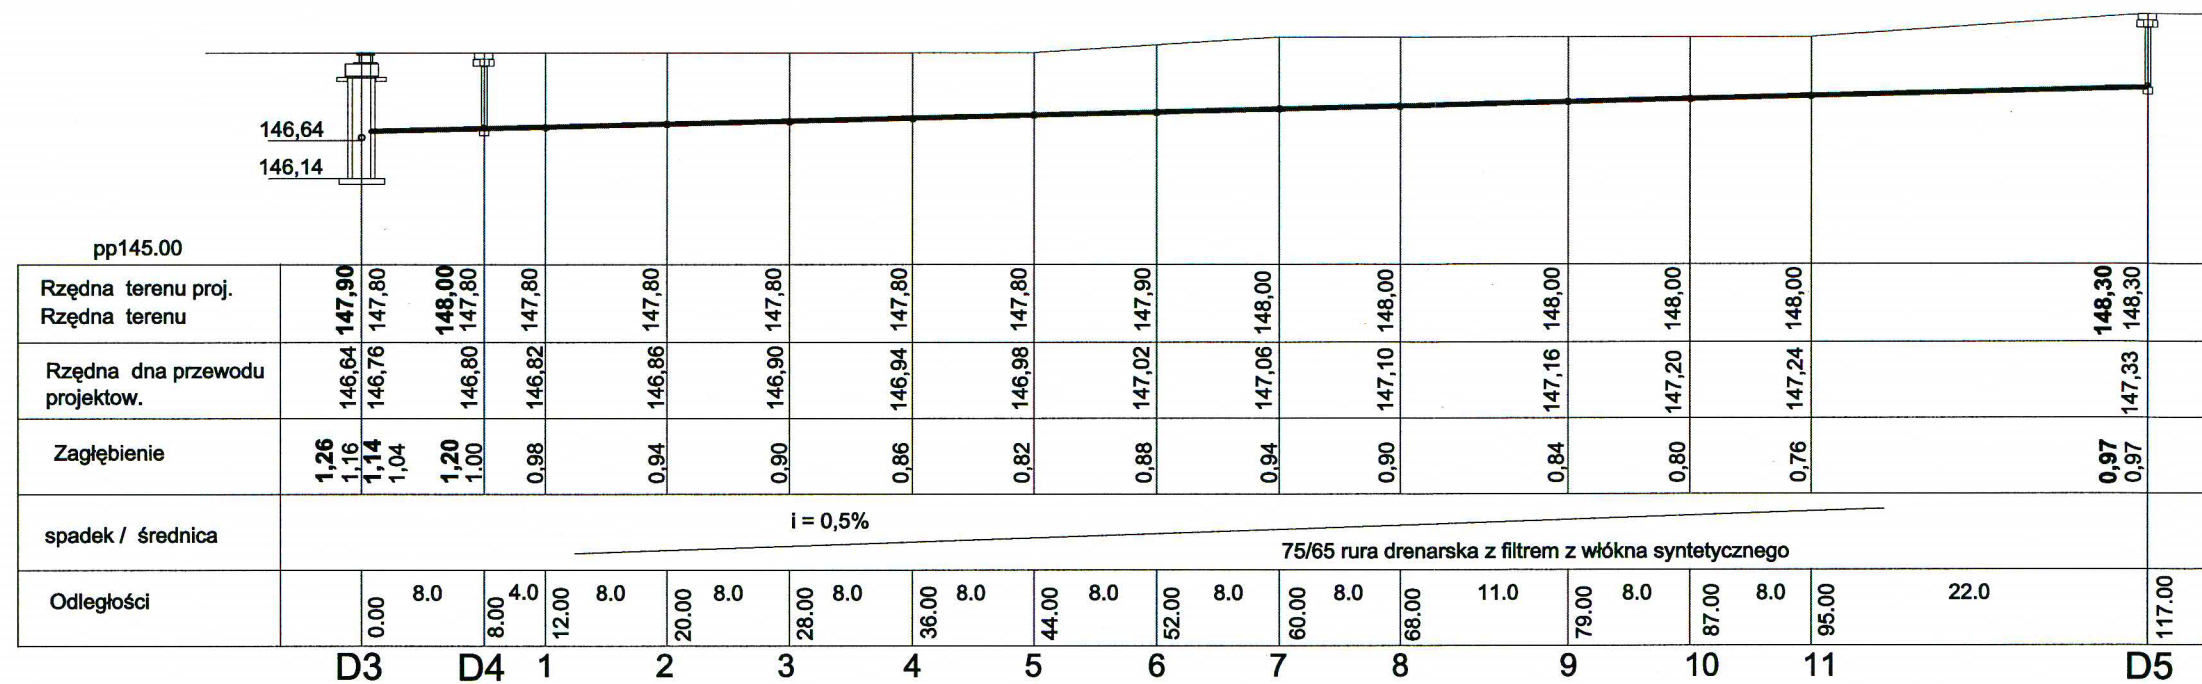 146,64
146,14
pp145.00
Rzędna terenu proj.
Rzędna terenu
147,90 147,80 148,00 147,80 147,80 147,80 147,80 147,80 147,80 147,90 148,00 148,00 148,00 148,00 148,00 148,30 148,30
Rzędna dna przewodu
projektow.
146,64 146,76 146,80 146,82 146,86 146,90 146,94 146,98 147,02 147,06 147,10 147,16 147,20 147,24 147,33
Zagłębienie
1,26 1,16 1,14 1,04 1,20 1.00 0,98 0,94 0,90 0,86 0,82 0,88 0,94 0,90 0,84 0,80 0,76 0,97 0,97
spadek / średnica
i = 0,5%
75/65 rura drenarska z filtrem z włókna syntetycznego
Odległości
0.00 8.0 8.00 4.0 12.00 8.0 20.00 8.0 28.00 8.0 36.00 8.0 44.00 8.0 52.00 8.0 60.00 8.0 68.00 11.0 79.00 8.0 87.00 8.0 95.00 22.0 117.00
D3 D4 1 2 3 4 5 6 7 8 9 10 11 D5